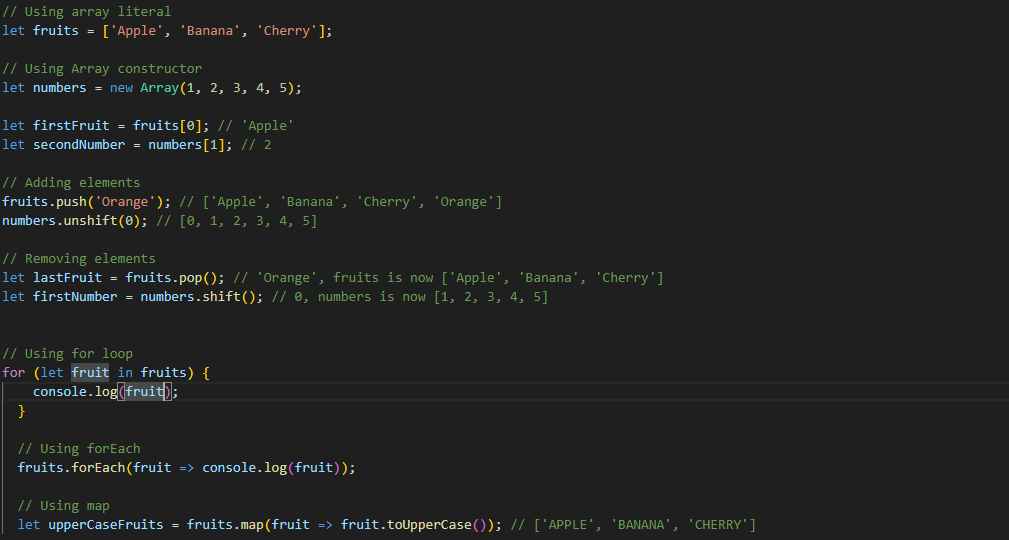 // Using array literal
let fruits = ['Apple', 'Banana', 'Cherry'];
// Using Array constructor
let numbers = new Array(1, 2, 3, 4, 5);
let firstFruit = fruits[0]; // 'Apple'
let secondNumber = numbers[1]; // 2
// Adding elements
fruits.push('Orange'); // ['Apple', 'Banana', 'Cherry', 'Orange']
numbers.unshift(0); // [0, 1, 2, 3, 4, 5]
// Removing elements
let lastFruit = fruits.pop(); // 'Orange', fruits is now ['Apple', 'Banana', 'Cherry']
let firstNumber = numbers.shift(); // 0, numbers is now [1, 2, 3, 4, 5]
// Using for loop
for (let fruit in fruits) {
    console.log(fruit);
  }
  // Using forEach
  fruits.forEach(fruit => console.log(fruit));
  // Using map
  let upperCaseFruits = fruits.map(fruit => fruit.toUpperCase()); // ['APPLE', 'BANANA', 'CHERRY']